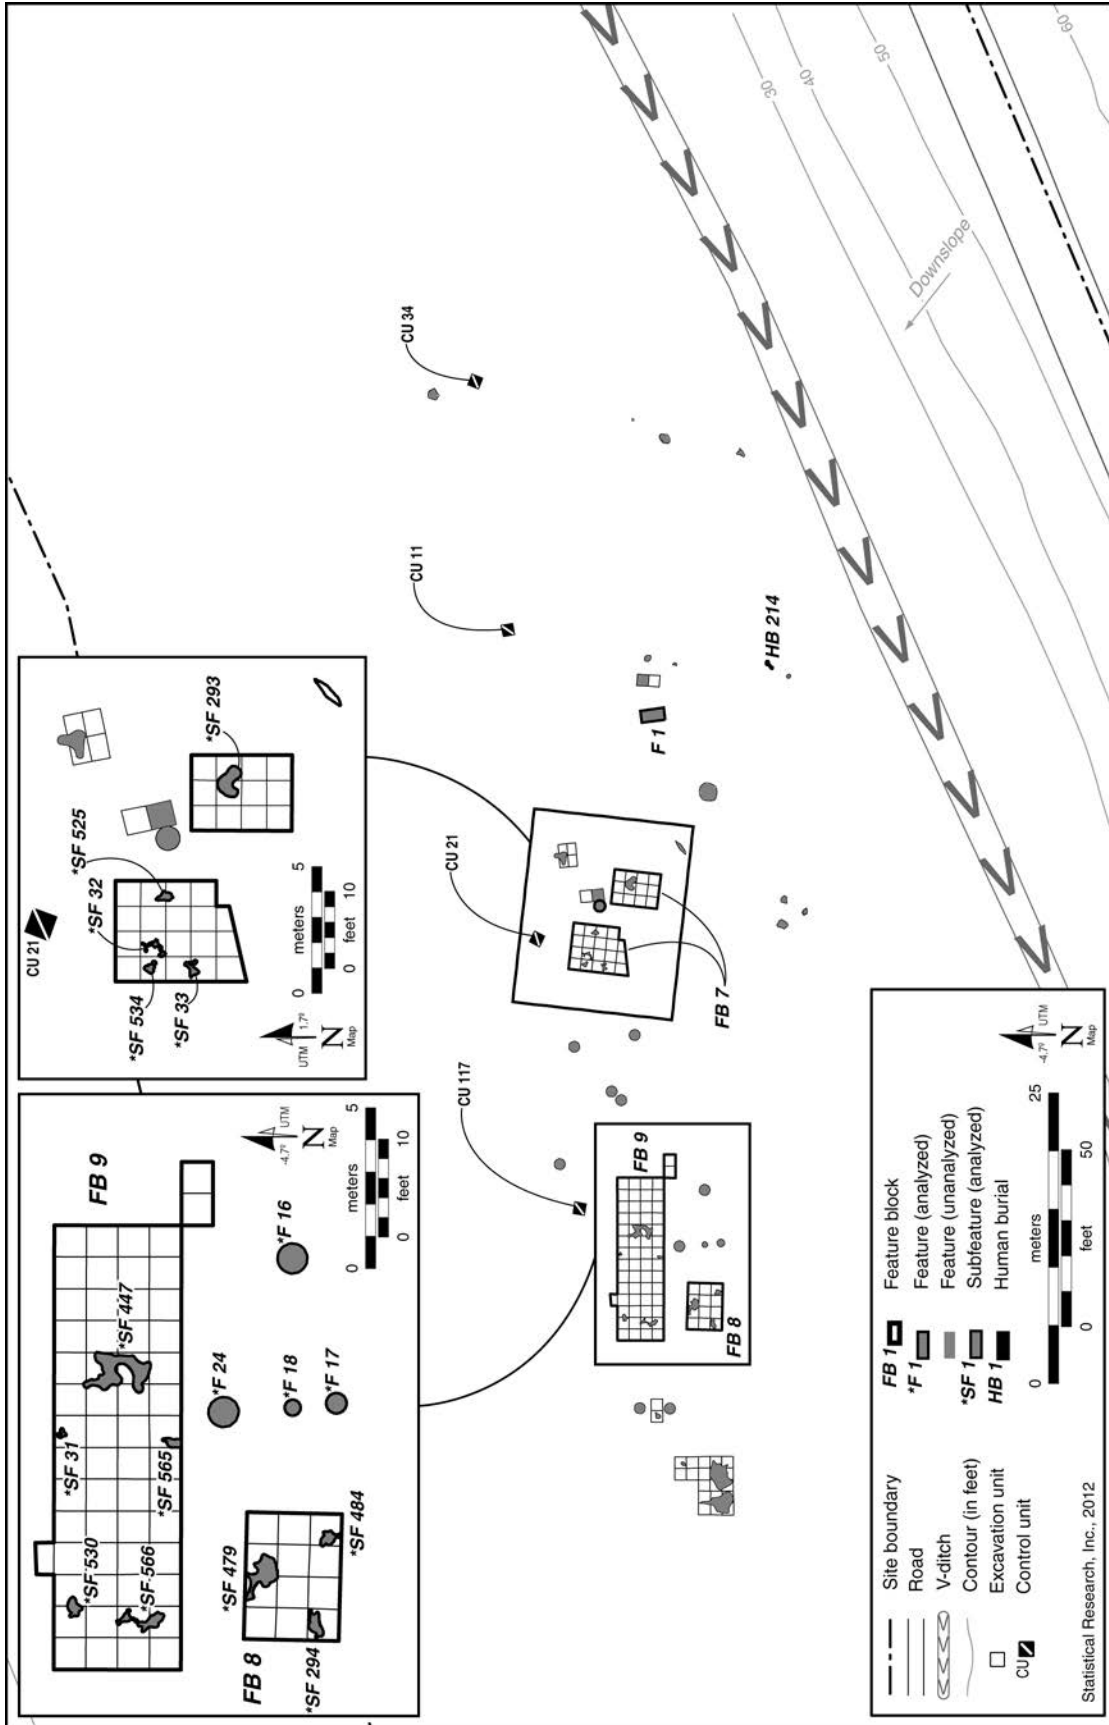 FB 9
*SF 31
*SF 447
*SF 530
*SF 566
*SF 565
*F 24
*F 16
*F 18
*F 17
FB 8
*SF 479
*SF 484
*SF 294
-4.7º UTM
N
Map
0 meters 5
0 feet 10
CU 21
*SF 525
*SF 32
*SF 534
*SF 33
*SF 293
UTM 1.7º
N
Map
0 meters 5
0 feet 10
CU 34
CU 11
CU 21
CU 117
FB 9
FB 8
FB 7
F 1
HB 214
30
40
50
60
Downslope
Site boundary
Road
V-ditch
Contour (in feet)
Excavation unit
CU Control unit
FB 1 Feature block
*F 1 Feature (analyzed)
Feature (unanalyzed)
*SF 1 Subfeature (analyzed)
HB 1 Human burial
0 meters 25
0 feet 50
-4.7º UTM
N
Map
Statistical Research, Inc., 2012